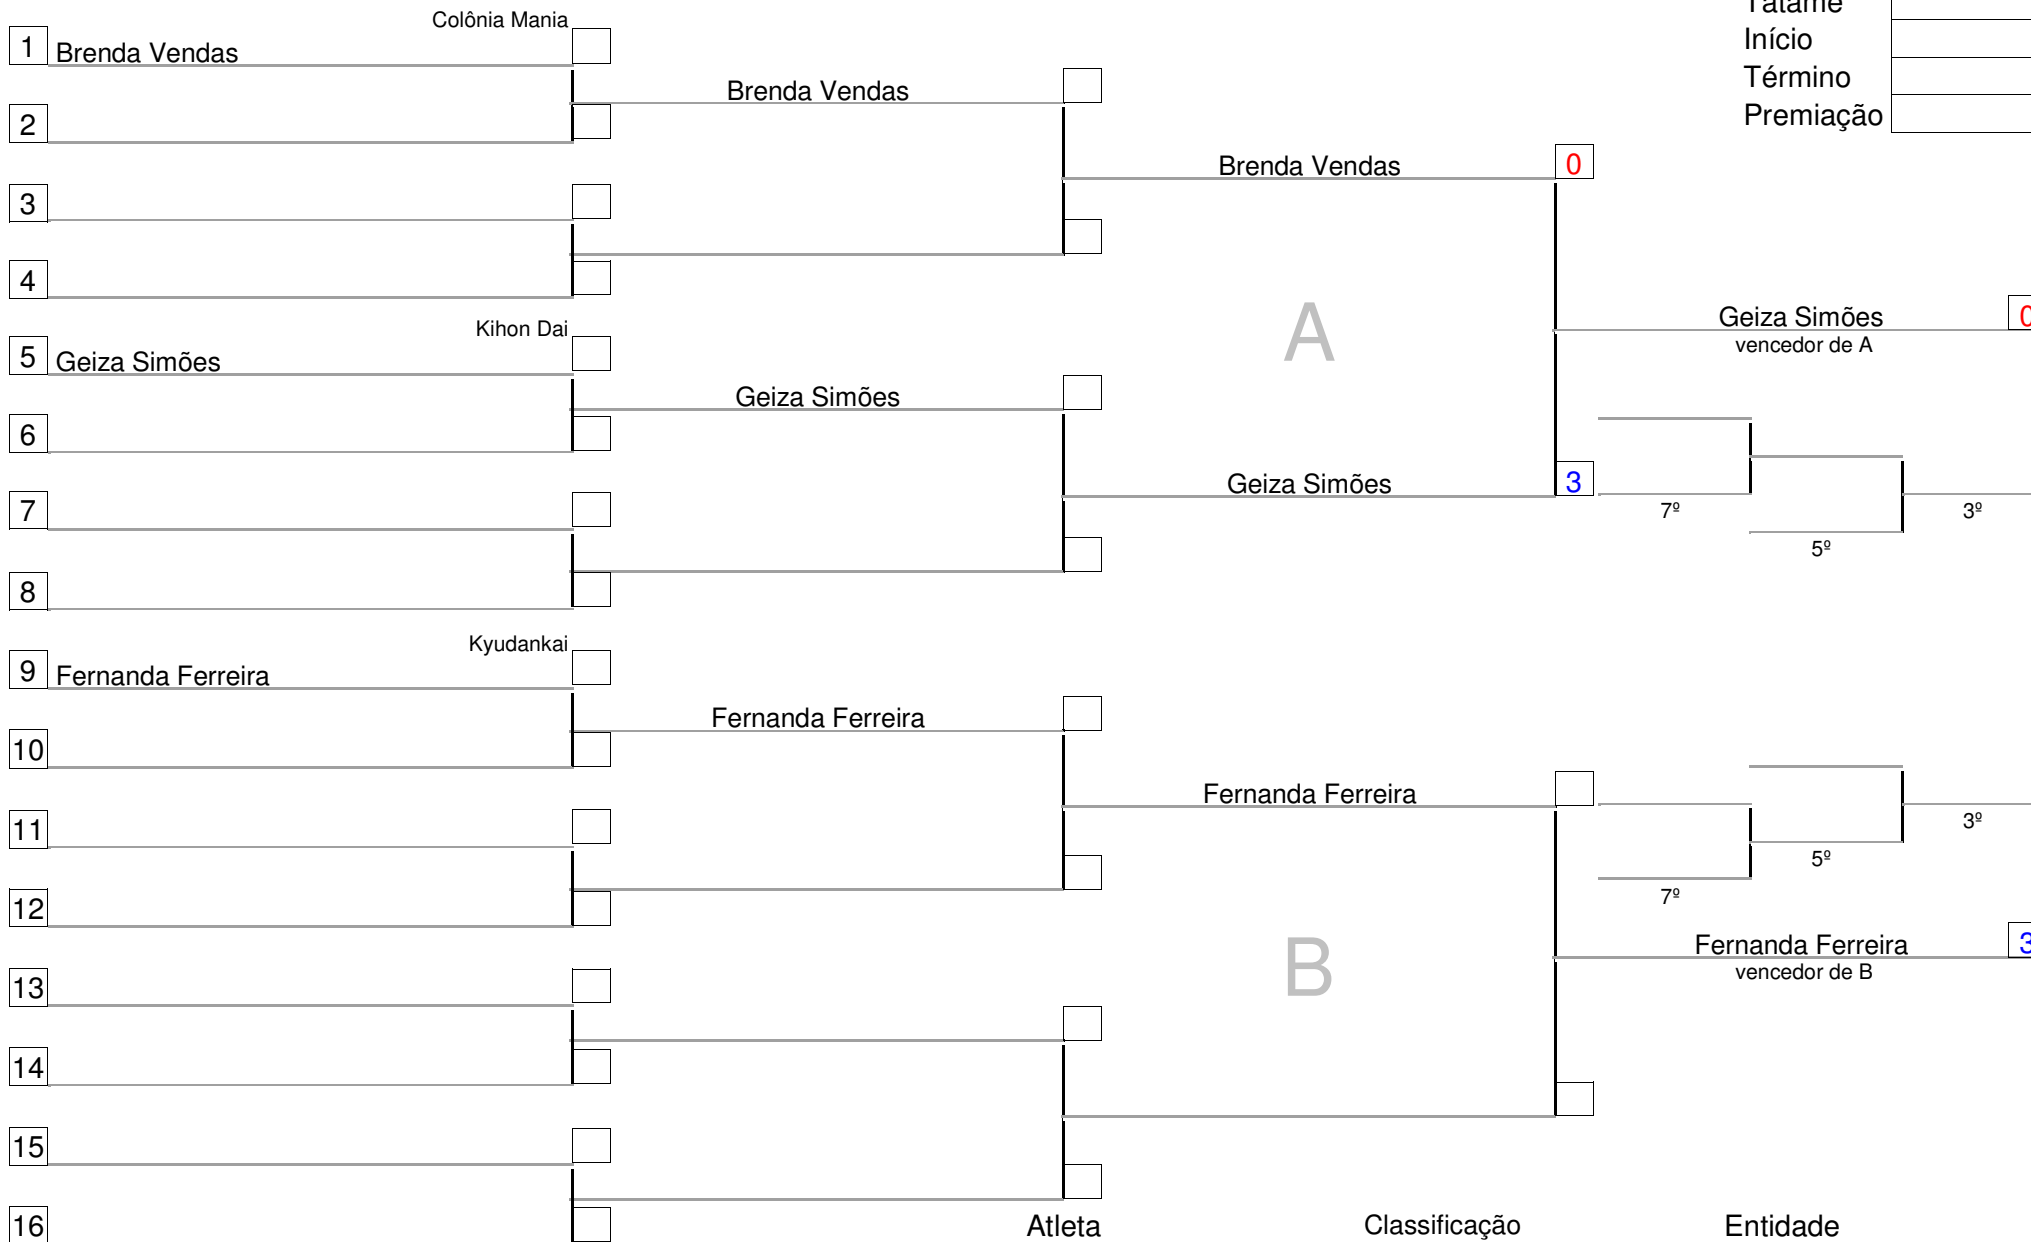 Tatame
Início
Término
Premiação
Colônia Mania
1 Brenda Vendas
Brenda Vendas
2
Brenda Vendas 0
3
4
Geiza Simões 0
vencedor de A
A
Kihon Dai
5 Geiza Simões
Geiza Simões
6
Geiza Simões 3
7
7º
3º
5º
8
Kyudankai
9 Fernanda Ferreira
Fernanda Ferreira
10
Fernanda Ferreira
11
3º
5º
7º
12
Fernanda Ferreira 3
vencedor de B
B
13
14
15
16
Atleta Classificação Entidade